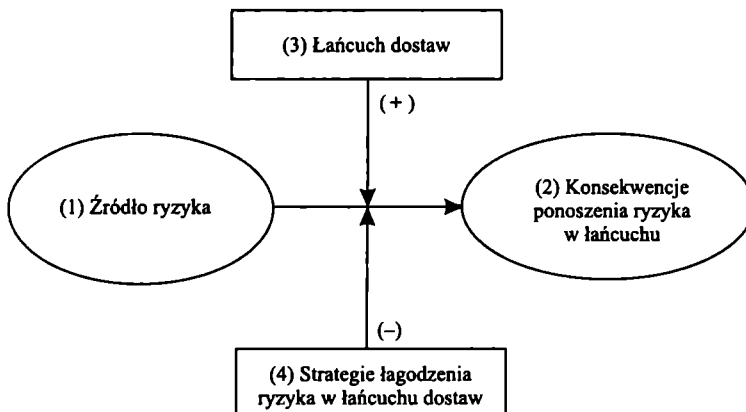 (3) Łańcuch dostaw
(+)
(1) Źródło ryzyka
(2) Konsekwencje
ponoszenia ryzyka
w łańcuchu
(–)
(4) Strategie łagodzenia
ryzyka w łańcuchu dostaw